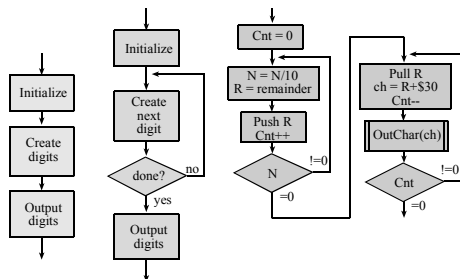 Initialize
Create
digits
Output
digits
Initialize
Create
next
digit
done?
no
yes
Output
digits
Cnt = 0
N = N/10
R = remainder
Push R
Cnt++
N
!=0
=0
Pull R
ch = R+$30
Cnt--
OutChar(ch)
Cnt
!=0
=0